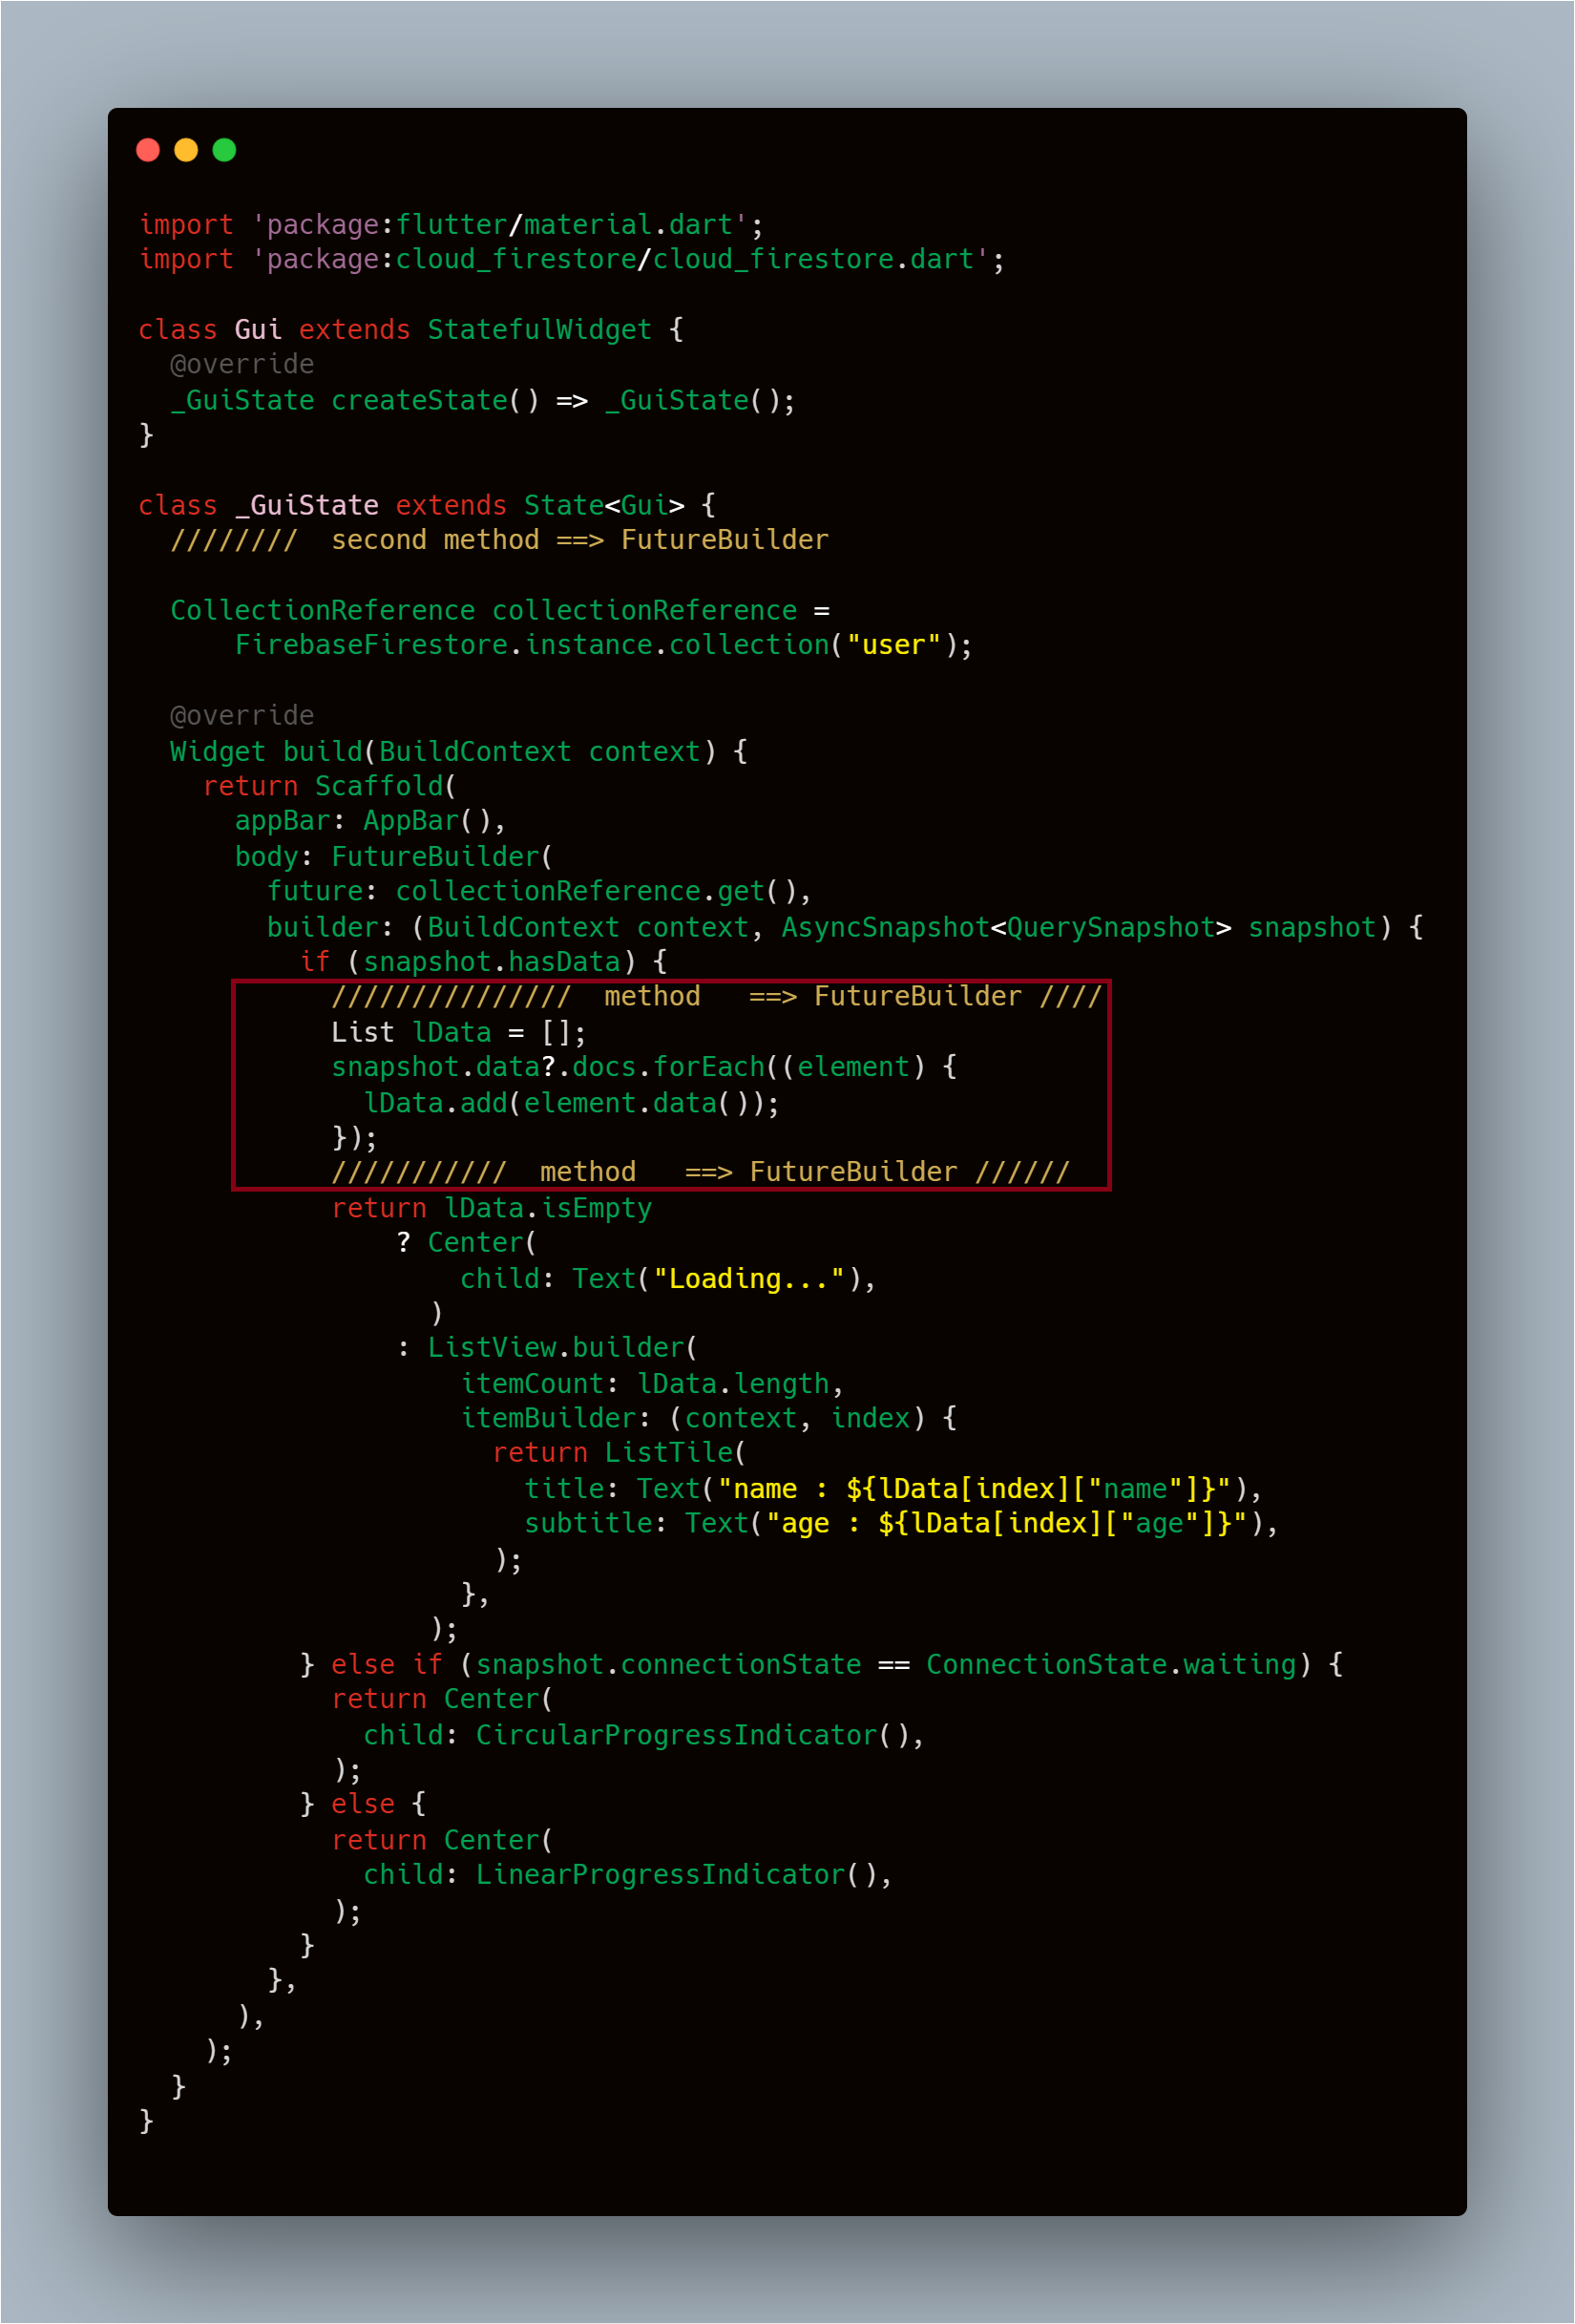 import 'package:flutter/material.dart';
import 'package:cloud_firestore/cloud_firestore.dart';

class Gui extends StatefulWidget {
  @override
  _GuiState createState() => _GuiState();
}

class _GuiState extends State<Gui> {
  ////////  second method ==> FutureBuilder

  CollectionReference collectionReference =
      FirebaseFirestore.instance.collection("user");

  @override
  Widget build(BuildContext context) {
    return Scaffold(
      appBar: AppBar(),
      body: FutureBuilder(
        future: collectionReference.get(),
        builder: (BuildContext context, AsyncSnapshot<QuerySnapshot> snapshot) {
          if (snapshot.hasData) {
            ///////////////  method   ==> FutureBuilder ////
            List lData = [];
            snapshot.data?.docs.forEach((element) {
              lData.add(element.data());
            });
            ///////////  method   ==> FutureBuilder //////
            return lData.isEmpty
                ? Center(
                    child: Text("Loading..."),
                  )
                : ListView.builder(
                    itemCount: lData.length,
                    itemBuilder: (context, index) {
                      return ListTile(
                        title: Text("name : ${lData[index]["name"]}"),
                        subtitle: Text("age : ${lData[index]["age"]}"),
                      );
                    },
                  );
          } else if (snapshot.connectionState == ConnectionState.waiting) {
            return Center(
              child: CircularProgressIndicator(),
            );
          } else {
            return Center(
              child: LinearProgressIndicator(),
            );
          }
        },
      ),
    );
  }
}